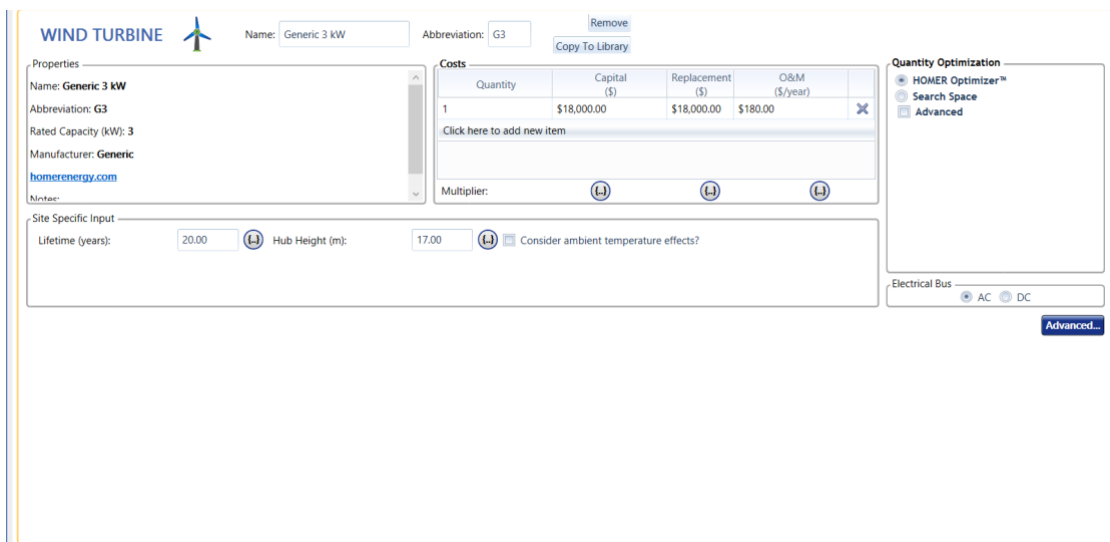 WIND TURBINE
Name: Generic 3 kW
Abbreviation: G3
Remove
Copy To Library
Properties
Name: Generic 3 kW
Abbreviation: G3
Rated Capacity (kW): 3
Manufacturer: Generic
homerenergy.com
Notes:
Costs
Quantity Capital ($) Replacement ($) O&M ($/year)
1 $18,000.00 $18,000.00 $180.00
Click here to add new item
Multiplier: {..} {..} {..}
Quantity Optimization
HOMER Optimizer™
Search Space
Advanced
Site Specific Input
Lifetime (years): 20.00 {..} Hub Height (m): 17.00 {..} Consider ambient temperature effects?
Electrical Bus
AC DC
Advanced...